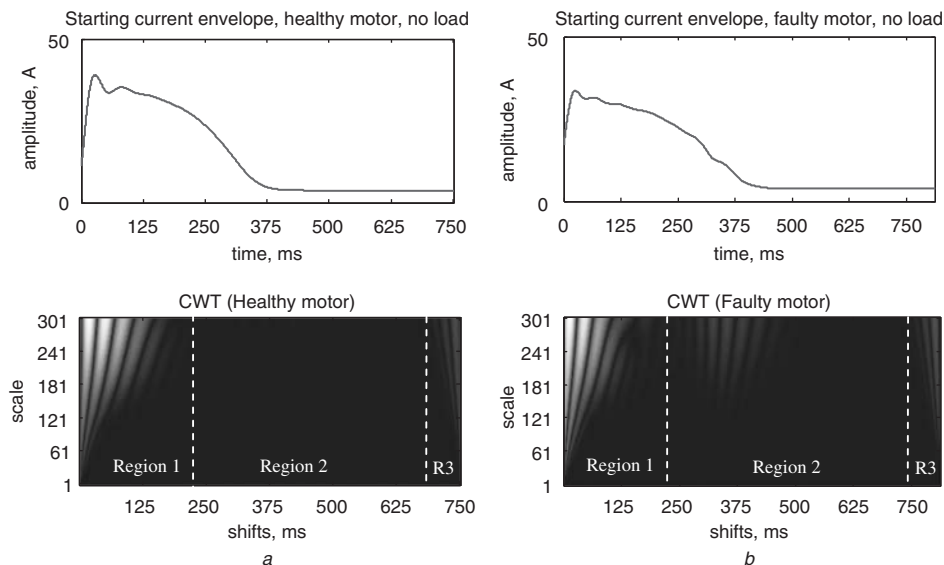 Starting current envelope, healthy motor, no load
50
amplitude, A
0
0 125 250 375 500 625 750
time, ms
Starting current envelope, faulty motor, no load
50
amplitude, A
0
0 125 250 375 500 625 750
time, ms
CWT (Healthy motor)
301
241
181
121
61
1
scale
Region 1
Region 2
R3
125 250 375 500 625 750
shifts, ms
a
CWT (Faulty motor)
301
241
181
121
61
1
scale
Region 1
Region 2
R3
125 250 375 500 625 750
shifts, ms
b